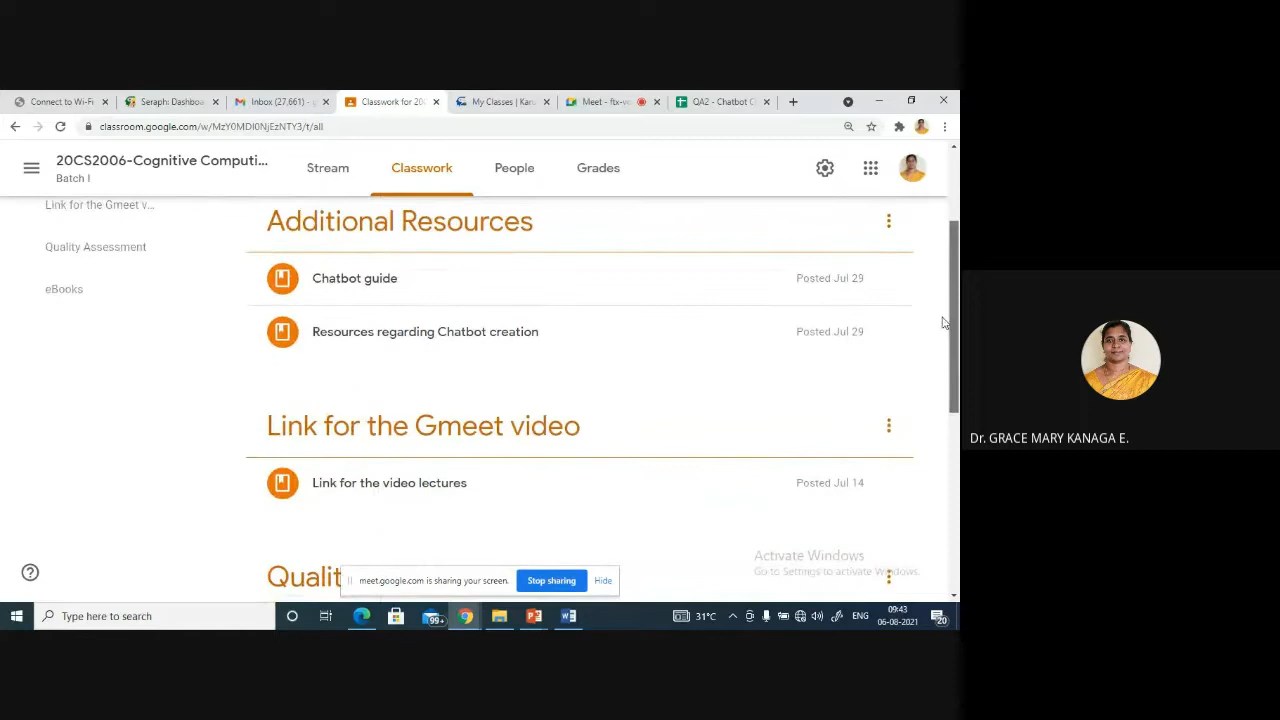 Connect to Wi-Fi
Seraph: Dashboa
Inbox (27,661) - g
Classwork for 20C
My Classes | Karu
Meet - ftx-v
QA2 - Chatbot C
classroom.google.com/w/MzY0MDI0NjEzNTY3/t/all
20CS2006-Cognitive Computi...
Batch I
Stream
Classwork
People
Grades
Link for the Gmeet v...
Quality Assessment
eBooks
Additional Resources
Chatbot guide
Posted Jul 29
Resources regarding Chatbot creation
Posted Jul 29
Link for the Gmeet video
Link for the video lectures
Posted Jul 14
Qualit
Activate Windows
Go to Settings to activate Windows.
meet.google.com is sharing your screen.
Stop sharing
Hide
Type here to search
99+
31°C
ENG
09:43
06-08-2021
20
Dr. GRACE MARY KANAGA E.